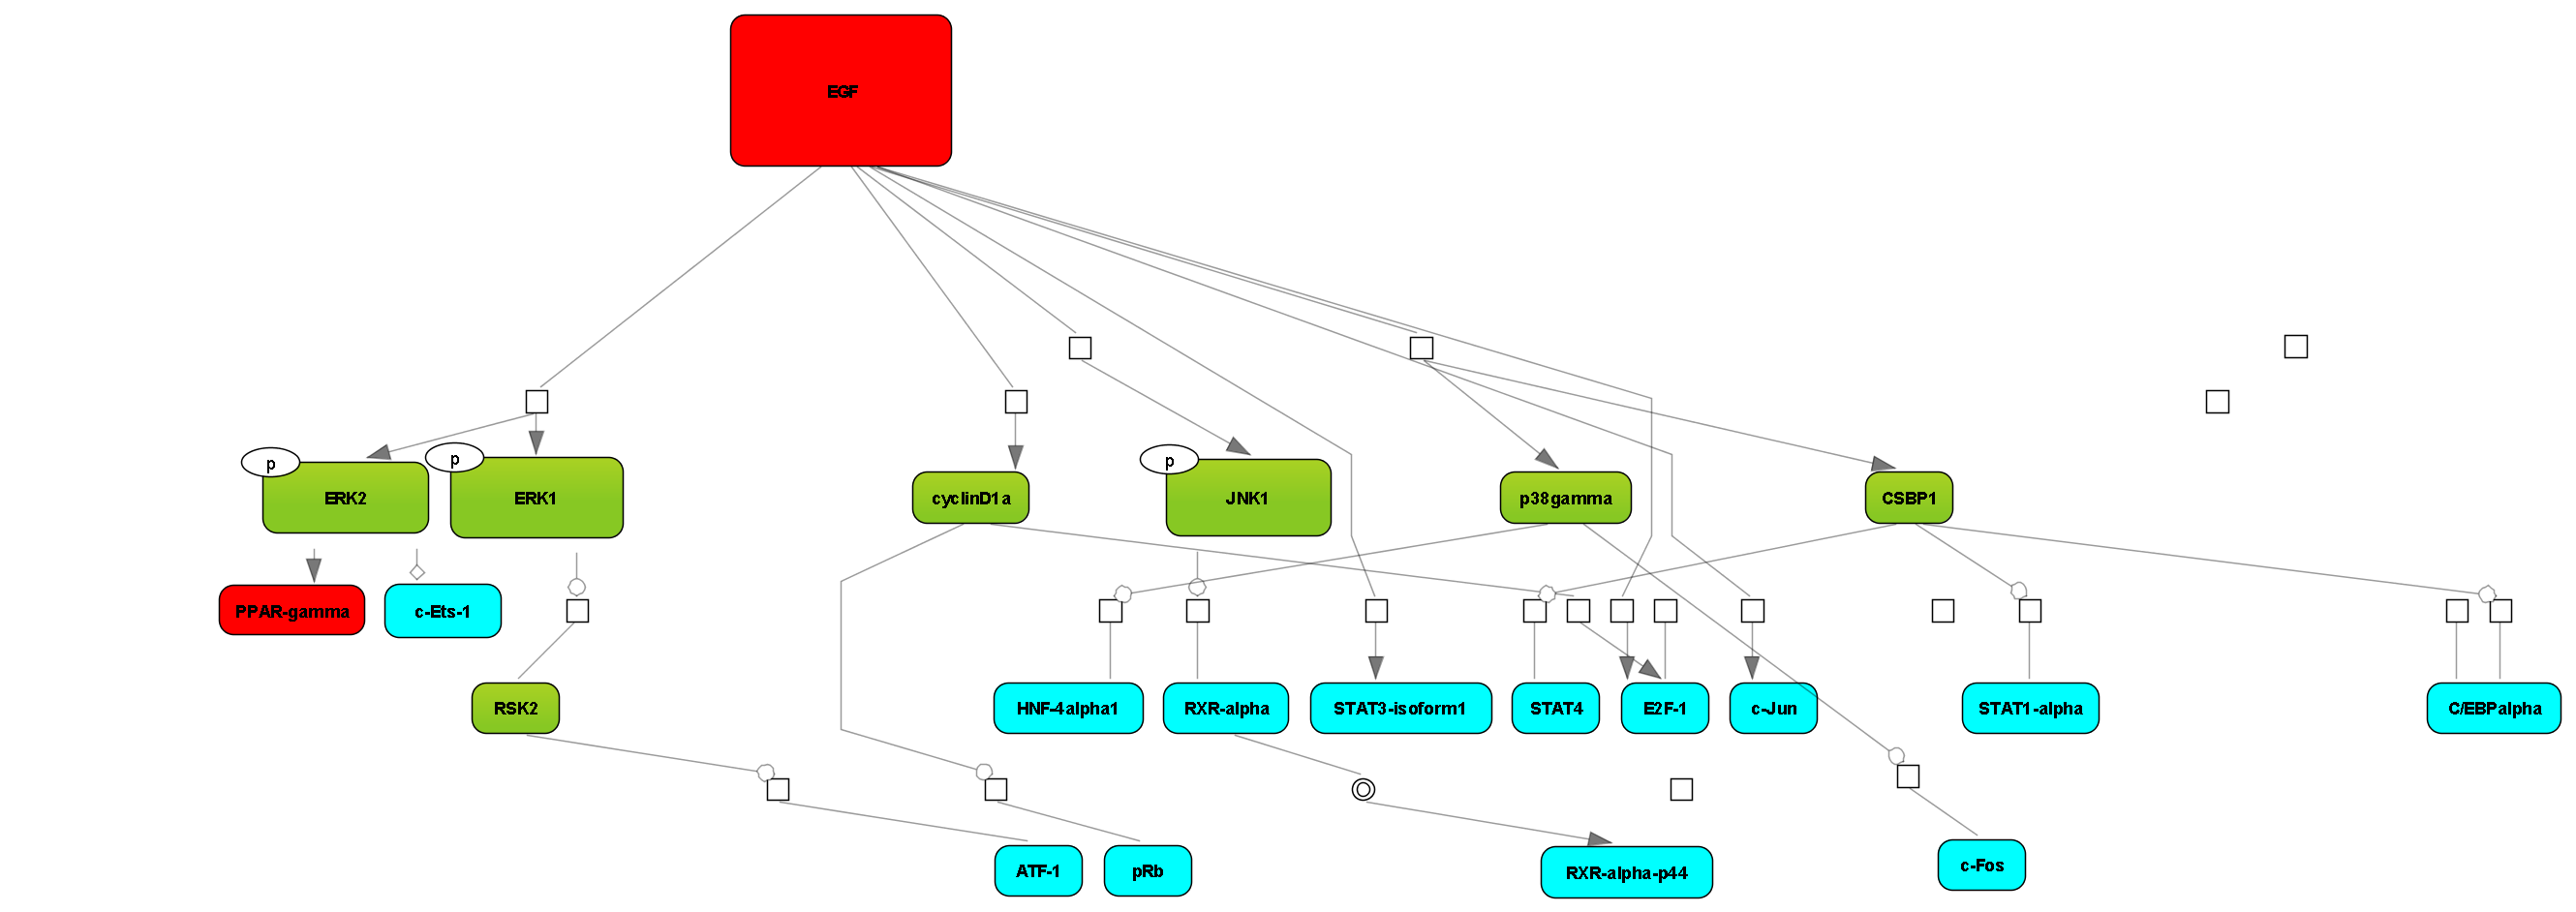 EGF
p
p
p
ERK2
ERK1
cyclinD1a
JNK1
p38gamma
CSBP1
PPAR-gamma
c-Ets-1
RSK2
HNF-4alpha1
RXR-alpha
STAT3-isoform1
STAT4
E2F-1
c-Jun
STAT1-alpha
C/EBPalpha
ATF-1
pRb
RXR-alpha-p44
c-Fos